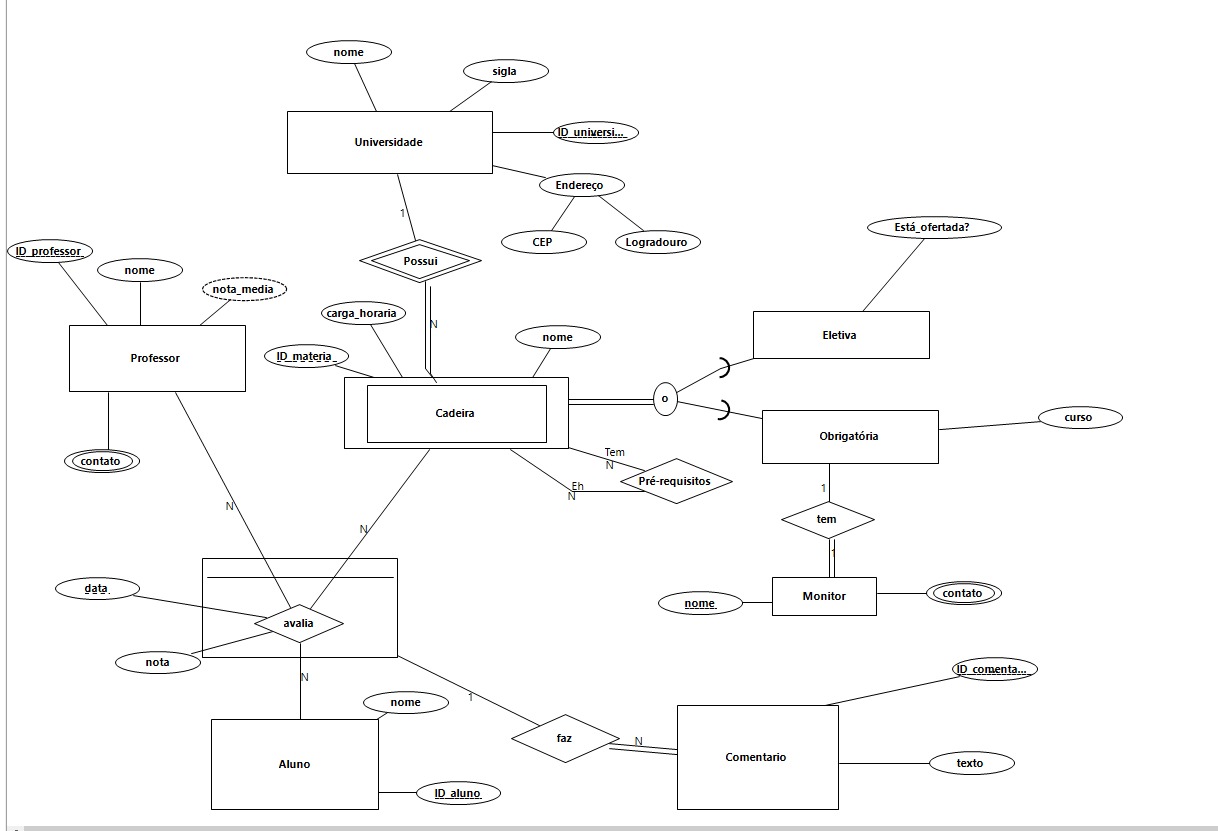 nome
sigla
Universidade
ID_universi...
Endereço
1
CEP
Logradouro
Está_ofertada?
ID_professor
nome
Possui
nota_media
carga_horaria
N
nome
Eletiva
Professor
ID_materia
o
Cadeira
curso
Obrigatória
Tem
contato
N
Pré-requisitos
Eh
N
1
N
tem
N
1
data
Monitor
contato
nome
avalia
nota
ID_comenta...
N
1
nome
faz
N
Comentario
texto
Aluno
ID_aluno